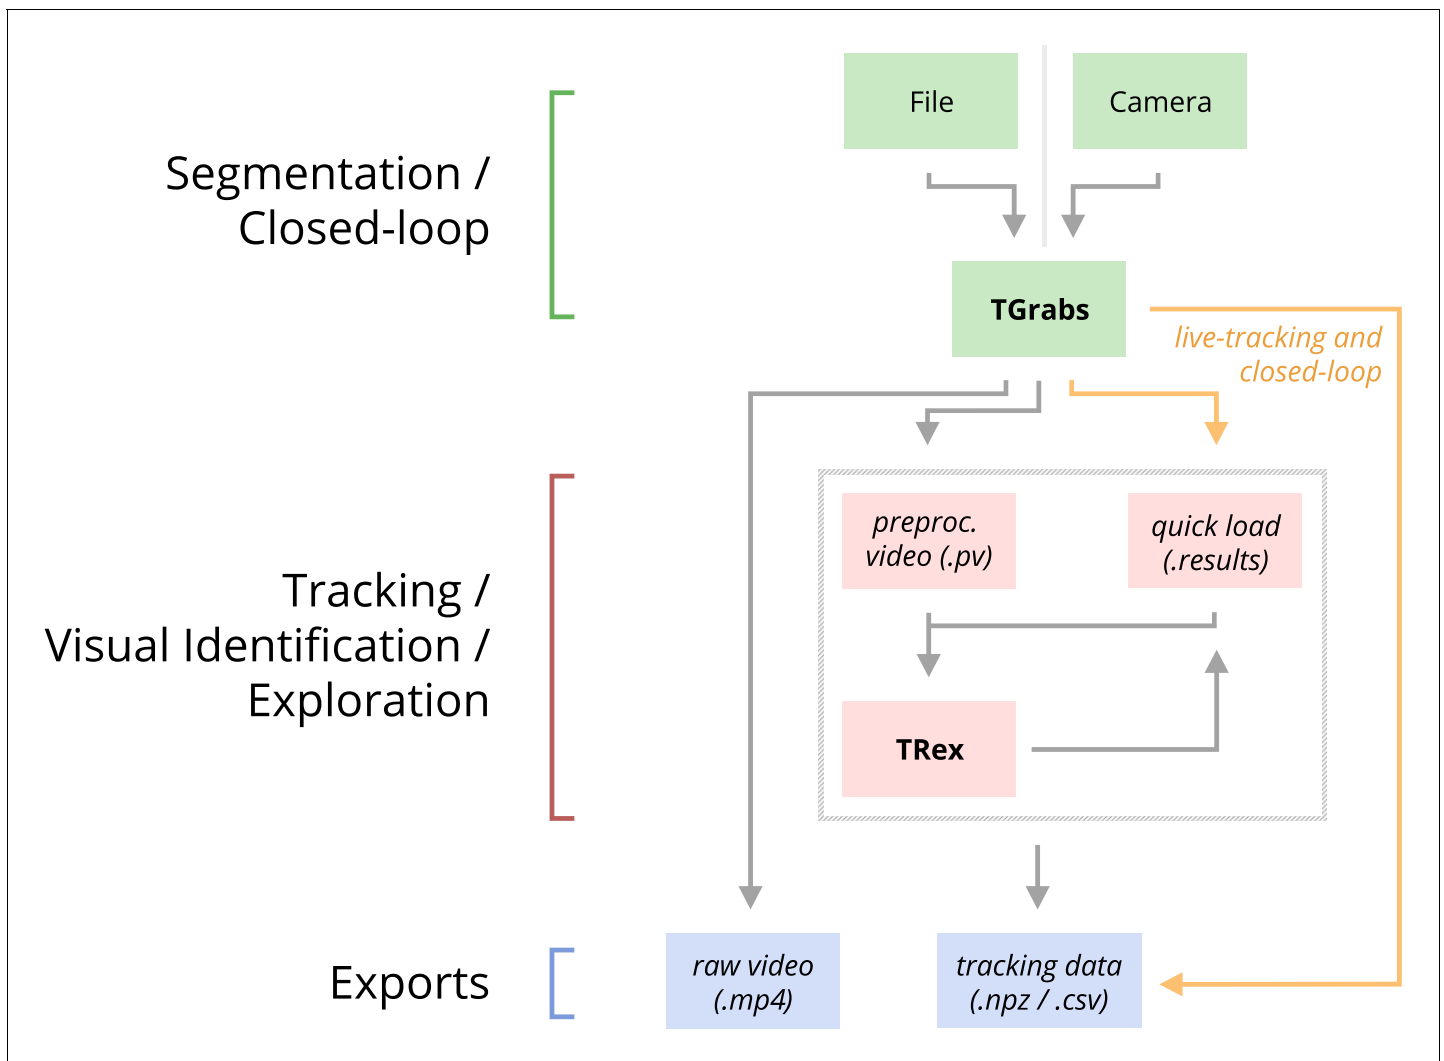 File
Camera
Segmentation /
Closed-loop
TGrabs
live-tracking and
closed-loop
preproc.
video (.pv)
quick load
(.results)
Tracking /
Visual Identification /
Exploration
TRex
Exports
raw video
(.mp4)
tracking data
(.npz / .csv)